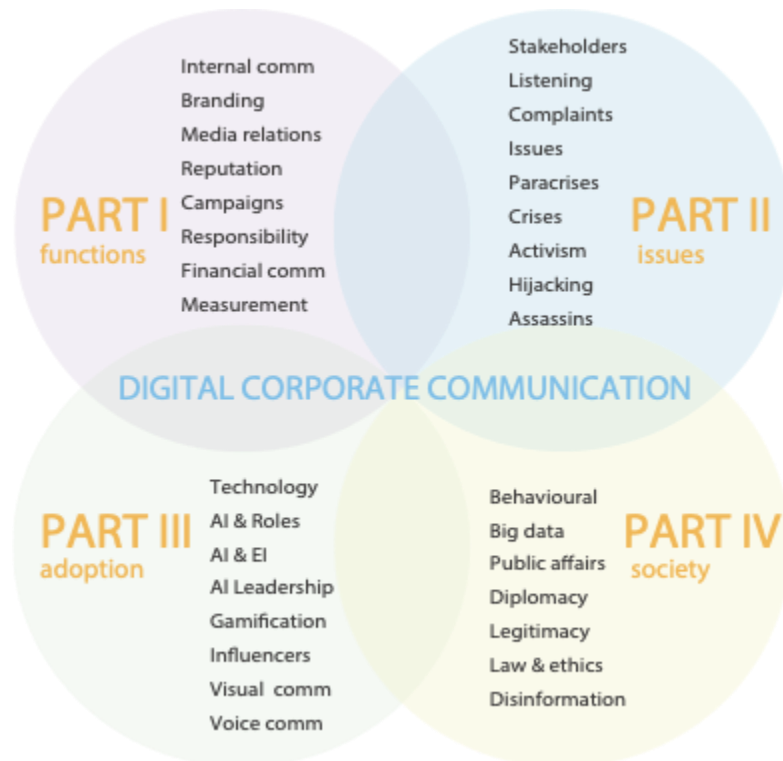 PART I
functions
Internal comm
Branding
Media relations
Reputation
Campaigns
Responsibility
Financial comm
Measurement
PART II
issues
Stakeholders
Listening
Complaints
Issues
Paracrises
Crises
Activism
Hijacking
Assassins
DIGITAL CORPORATE COMMUNICATION
PART III
adoption
Technology
AI & Roles
AI & EI
AI Leadership
Gamification
Influencers
Visual comm
Voice comm
PART IV
society
Behavioural
Big data
Public affairs
Diplomacy
Legitimacy
Law & ethics
Disinformation